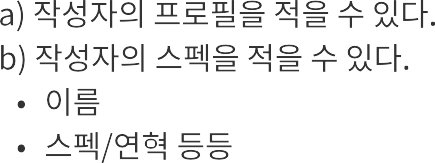 a) 작성자의 프로필을 적을 수 있다.
b) 작성자의 스펙을 적을 수 있다.
• 이름
• 스펙/연혁 등등